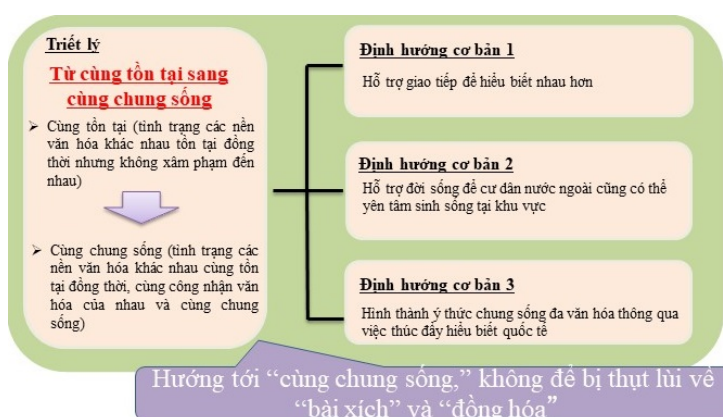 Triết lý
Từ cùng tồn tại sang
cùng chung sống
➢ Cùng tồn tại (tình trạng các nền
văn hóa khác nhau tồn tại đồng
thời nhưng không xâm phạm đến
nhau)
➢ Cùng chung sống (tình trạng các
nền văn hóa khác nhau cùng tồn
tại đồng thời, cùng công nhận văn
hóa của nhau và cùng chung
sống)
Định hướng cơ bản 1
Hỗ trợ giao tiếp để hiểu biết nhau hơn
Định hướng cơ bản 2
Hỗ trợ đời sống để cư dân nước ngoài cũng có thể
yên tâm sinh sống tại khu vực
Định hướng cơ bản 3
Hình thành ý thức chung sống đa văn hóa thông qua
việc thúc đẩy hiểu biết quốc tế
Hướng tới “cùng chung sống,” không để bị thụt lùi về
“bài xích” và “đồng hóa”